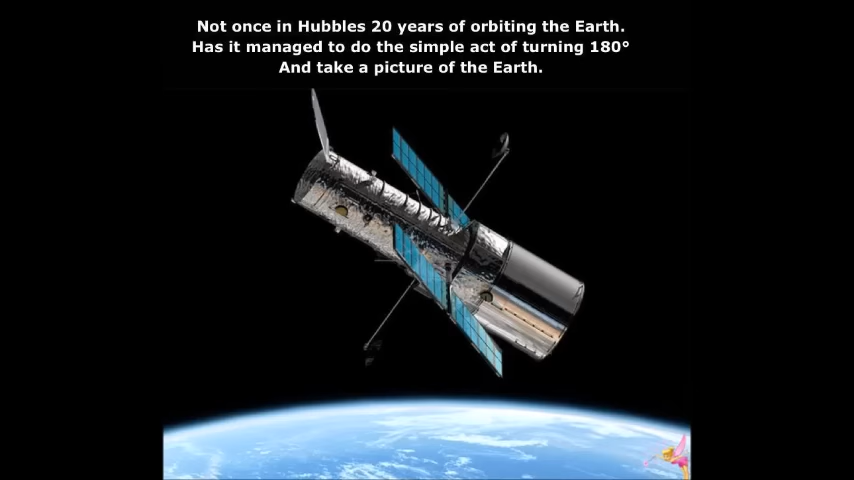 Not once in Hubbles 20 years of orbiting the Earth.
Has it managed to do the simple act of turning 180°
And take a picture of the Earth.